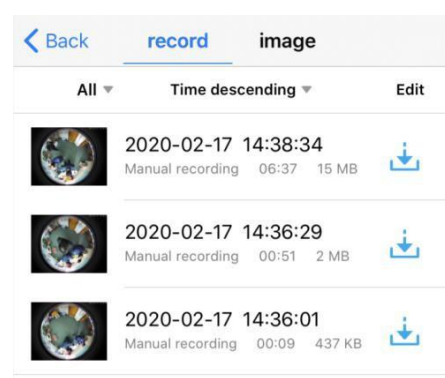 Back record image
All Time descending Edit
2020-02-17 14:38:34
Manual recording 06:37 15 MB
2020-02-17 14:36:29
Manual recording 00:51 2 MB
2020-02-17 14:36:01
Manual recording 00:09 437 KB